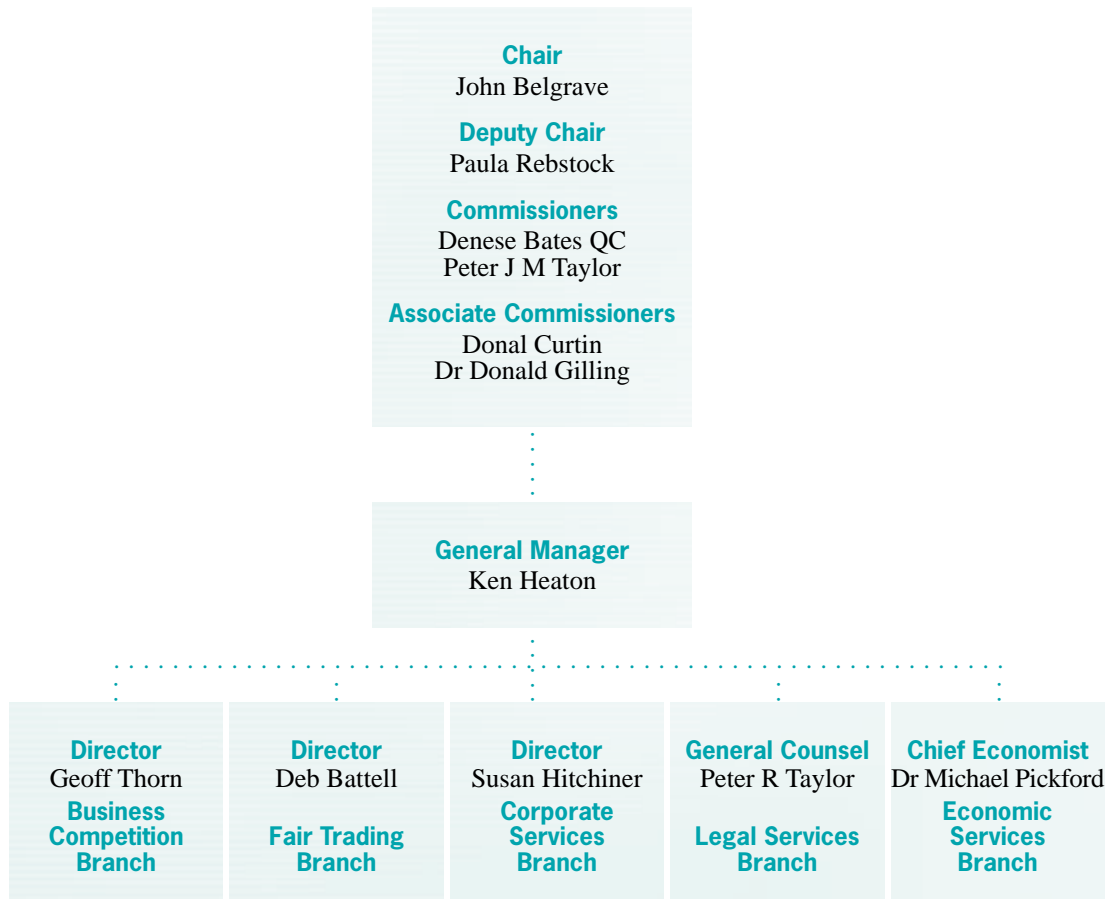 Chair
John Belgrave
Deputy Chair
Paula Rebstock
Commissioners
Denese Bates QC
Peter J M Taylor
Associate Commissioners
Donal Curtin
Dr Donald Gilling
General Manager
Ken Heaton
Director
Geoff Thorn
Business
Competition
Branch
Director
Deb Battell
Fair Trading
Branch
Director
Susan Hitchiner
Corporate
Services
Branch
General Counsel
Peter R Taylor
Legal Services
Branch
Chief Economist
Dr Michael Pickford
Economic
Services
Branch